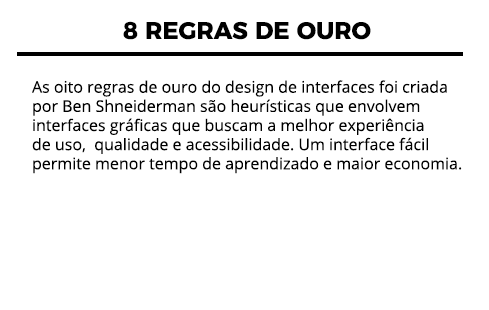 8 REGRAS DE OURO
As oito regras de ouro do design de interfaces foi criada
por Ben Shneiderman são heurísticas que envolvem
interfaces gráficas que buscam a melhor experiência
de uso,  qualidade e acessibilidade. Um interface fácil
permite menor tempo de aprendizado e maior economia.